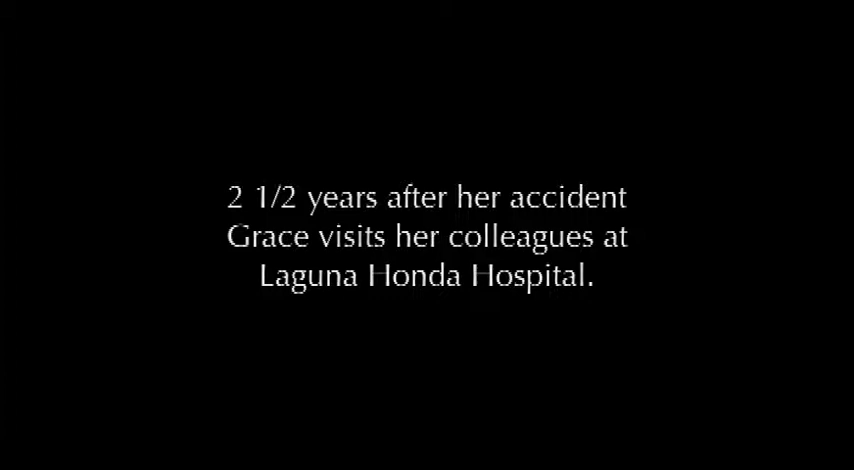 2 1/2 years after her accident
Grace visits her colleagues at
Laguna Honda Hospital.